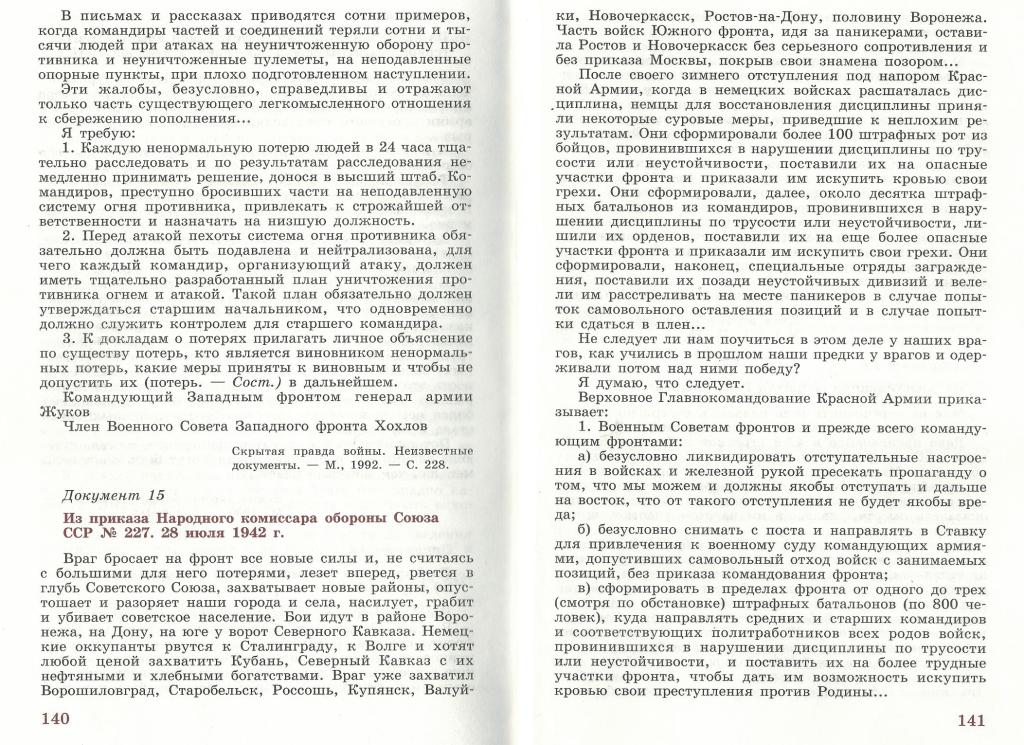 В письмах и рассказах приводятся сотни примеров,
когда командиры частей и соединений теряли сотни и ты-
сячи людей при атаках на неуничтоженную оборону про-
тивника и неуничтоженные пулеметы, на неподавленные
опорные пункты, при плохо подготовленном наступлении.
Эти жалобы, безусловно, справедливы и отражают
только часть существующего легкомысленного отношения
к сбережению пополнения...
Я требую:
1. Каждую ненормальную потерю людей в 24 часа тща-
тельно расследовать и по результатам расследования не-
медленно принимать решение, донося в высший штаб. Ко-
мандиров, преступно бросивших части на неподавленную
систему огня противника, привлекать к строжайшей от-
ветственности и назначать на низшую должность.
2. Перед атакой пехоты система огня противника обя-
зательно должна быть подавлена и нейтрализована, для
чего каждый командир, организующий атаку, должен
иметь тщательно разработанный план уничтожения про-
тивника огнем и атакой. Такой план обязательно должен
утверждаться старшим начальником, что одновременно
должно служить контролем для старшего командира.
3. К докладам о потерях прилагать личное объяснение
по существу потерь, кто является виновником ненормаль-
ных потерь, какие меры приняты к виновным и чтобы не
допустить их (потерь. — Сост.) в дальнейшем.
Командующий Западным фронтом генерал армии
Жуков
Член Военного Совета Западного фронта Хохлов
Скрытая правда войны. Неизвестные
документы. — М., 1992. — С. 228.
Документ 15
Из приказа Народного комиссара обороны Союза
ССР № 227. 28 июля 1942 г.
Враг бросает на фронт все новые силы и, не считаясь
с большими для него потерями, лезет вперед, рвется в
глубь Советского Союза, захватывает новые районы, опус-
тошает и разоряет наши города и села, насилует, грабит
и убивает советское население. Бои идут в районе Воро-
нежа, на Дону, на юге у ворот Северного Кавказа. Немец-
кие оккупанты рвутся к Сталинграду, к Волге и хотят
любой ценой захватить Кубань, Северный Кавказ с их
нефтяными и хлебными богатствами. Враг уже захватил
Ворошиловград, Старобельск, Россошь, Купянск, Валуй-
140
ки, Новочеркасск, Ростов-на-Дону, половину Воронежа.
Часть войск Южного фронта, идя за паникерами, остави-
ла Ростов и Новочеркасск без серьезного сопротивления и
без приказа Москвы, покрыв свои знамена позором...
После своего зимнего отступления под напором Крас-
ной Армии, когда в немецких войсках расшаталась дис-
циплина, немцы для восстановления дисциплины приня-
ли некоторые суровые меры, приведшие к неплохим ре-
зультатам. Они сформировали более 100 штрафных рот из
бойцов, провинившихся в нарушении дисциплины по тру-
сости или неустойчивости, поставили их на опасные
участки фронта и приказали им искупить кровью свои
грехи. Они сформировали, далее, около десятка штраф-
ных батальонов из командиров, провинившихся в нару-
шении дисциплины по трусости или неустойчивости, ли-
шили их орденов, поставили их на еще более опасные
участки фронта и приказали им искупить свои грехи. Они
сформировали, наконец, специальные отряды загражде-
ния, поставили их позади неустойчивых дивизий и веле-
ли им расстреливать на месте паникеров в случае попы-
ток самовольного оставления позиций и в случае попыт-
ки сдаться в плен...
Не следует ли нам поучиться в этом деле у наших вра-
гов, как учились в прошлом наши предки у врагов и одер-
живали потом над ними победу?
Я думаю, что следует.
Верховное Главнокомандование Красной Армии прика-
зывает:
1. Военным Советам фронтов и прежде всего команду-
ющим фронтами:
а) безусловно ликвидировать отступательные настрое-
ния в войсках и железной рукой пресекать пропаганду о
том, что мы можем и должны якобы отступать и дальше
на восток, что от такого отступления не будет якобы вре-
да;
б) безусловно снимать с поста и направлять в Ставку
для привлечения к военному суду командующих армия-
ми, допустивших самовольный отход войск с занимаемых
позиций, без приказа командования фронта;
в) сформировать в пределах фронта от одного до трех
(смотря по обстановке) штрафных батальонов (по 800 че-
ловек), куда направлять средних и старших командиров
и соответствующих политработников всех родов войск,
провинившихся в нарушении дисциплины по трусости
или неустойчивости, и поставить их на более трудные
участки фронта, чтобы дать им возможность искупить
кровью свои преступления против Родины...
141